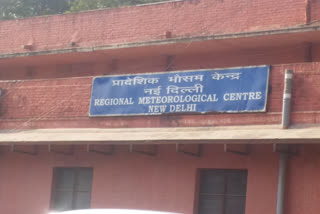 प्रादेशिक मौसम केन्द्र
नई दिल्ली
REGIONAL METEOROLOGICAL CENTRE
NEW DELHI